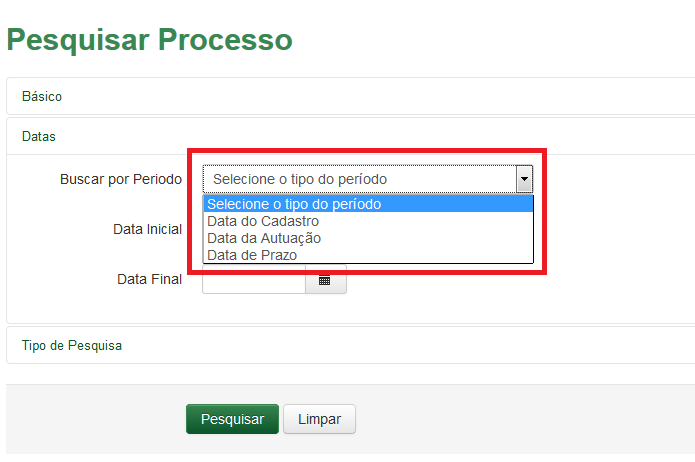 Pesquisar Processo
Básico
Datas
Buscar por Periodo
Selecione o tipo do período
Selecione o tipo do período
Data do Cadastro
Data da Autuação
Data de Prazo
Data Inicial
Data Final
Tipo de Pesquisa
Pesquisar Limpar